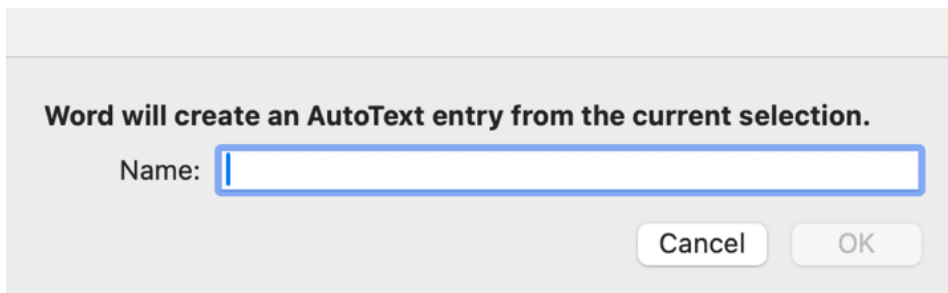 Word will create an AutoText entry from the current selection.
Name:
Cancel OK